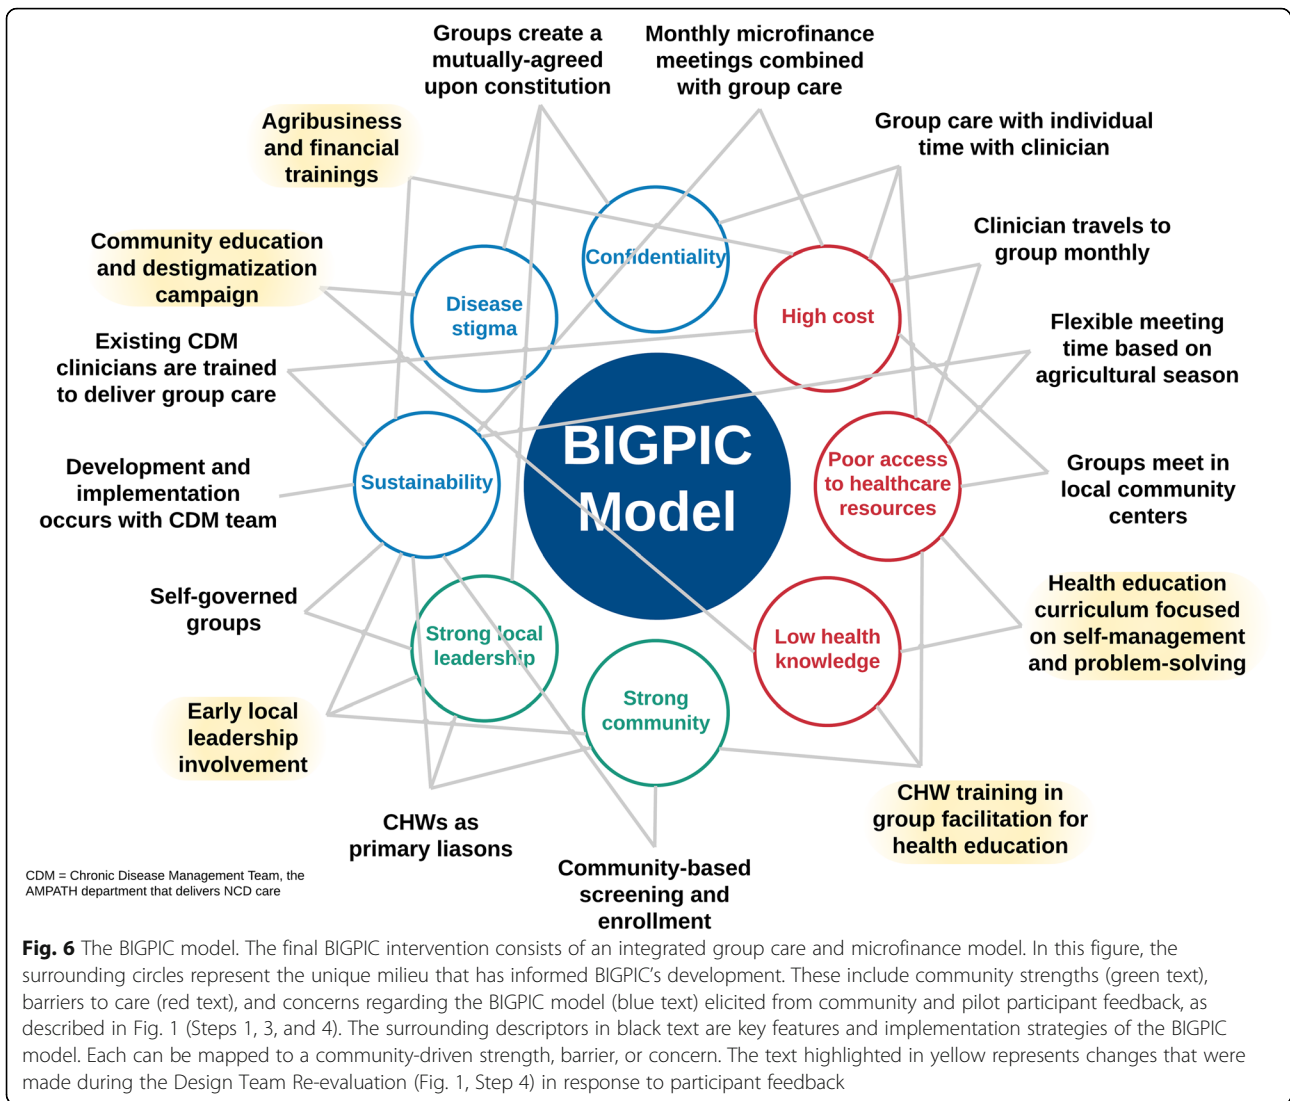 Groups create a
mutually-agreed
upon constitution
Monthly microfinance
meetings combined
with group care
Agribusiness
and financial
trainings
Group care with individual
time with clinician
Community education
and destigmatization
campaign
Clinician travels to
group monthly
Confidentiality
Disease
stigma
High cost
Existing CDM
clinicians are trained
to deliver group care
Flexible meeting
time based on
agricultural season
BIGPIC
Model
Sustainability
Poor access
to healthcare
resources
Development and
implementation
occurs with CDM team
Groups meet in
local community
centers
Self-governed
groups
Strong local
leadership
Low health
knowledge
Health education
curriculum focused
on self-management
and problem-solving
Strong
community
Early local
leadership
involvement
CHWs as
primary liasons
Community-based
screening and
enrollment
CHW training in
group facilitation for
health education
CDM = Chronic Disease Management Team, the
AMPATH department that delivers NCD care
Fig. 6 The BIGPIC model. The final BIGPIC intervention consists of an integrated group care and microfinance model. In this figure, the
surrounding circles represent the unique milieu that has informed BIGPIC's development. These include community strengths (green text),
barriers to care (red text), and concerns regarding the BIGPIC model (blue text) elicited from community and pilot participant feedback, as
described in Fig. 1 (Steps 1, 3, and 4). The surrounding descriptors in black text are key features and implementation strategies of the BIGPIC
model. Each can be mapped to a community-driven strength, barrier, or concern. The text highlighted in yellow represents changes that were
made during the Design Team Re-evaluation (Fig. 1, Step 4) in response to participant feedback